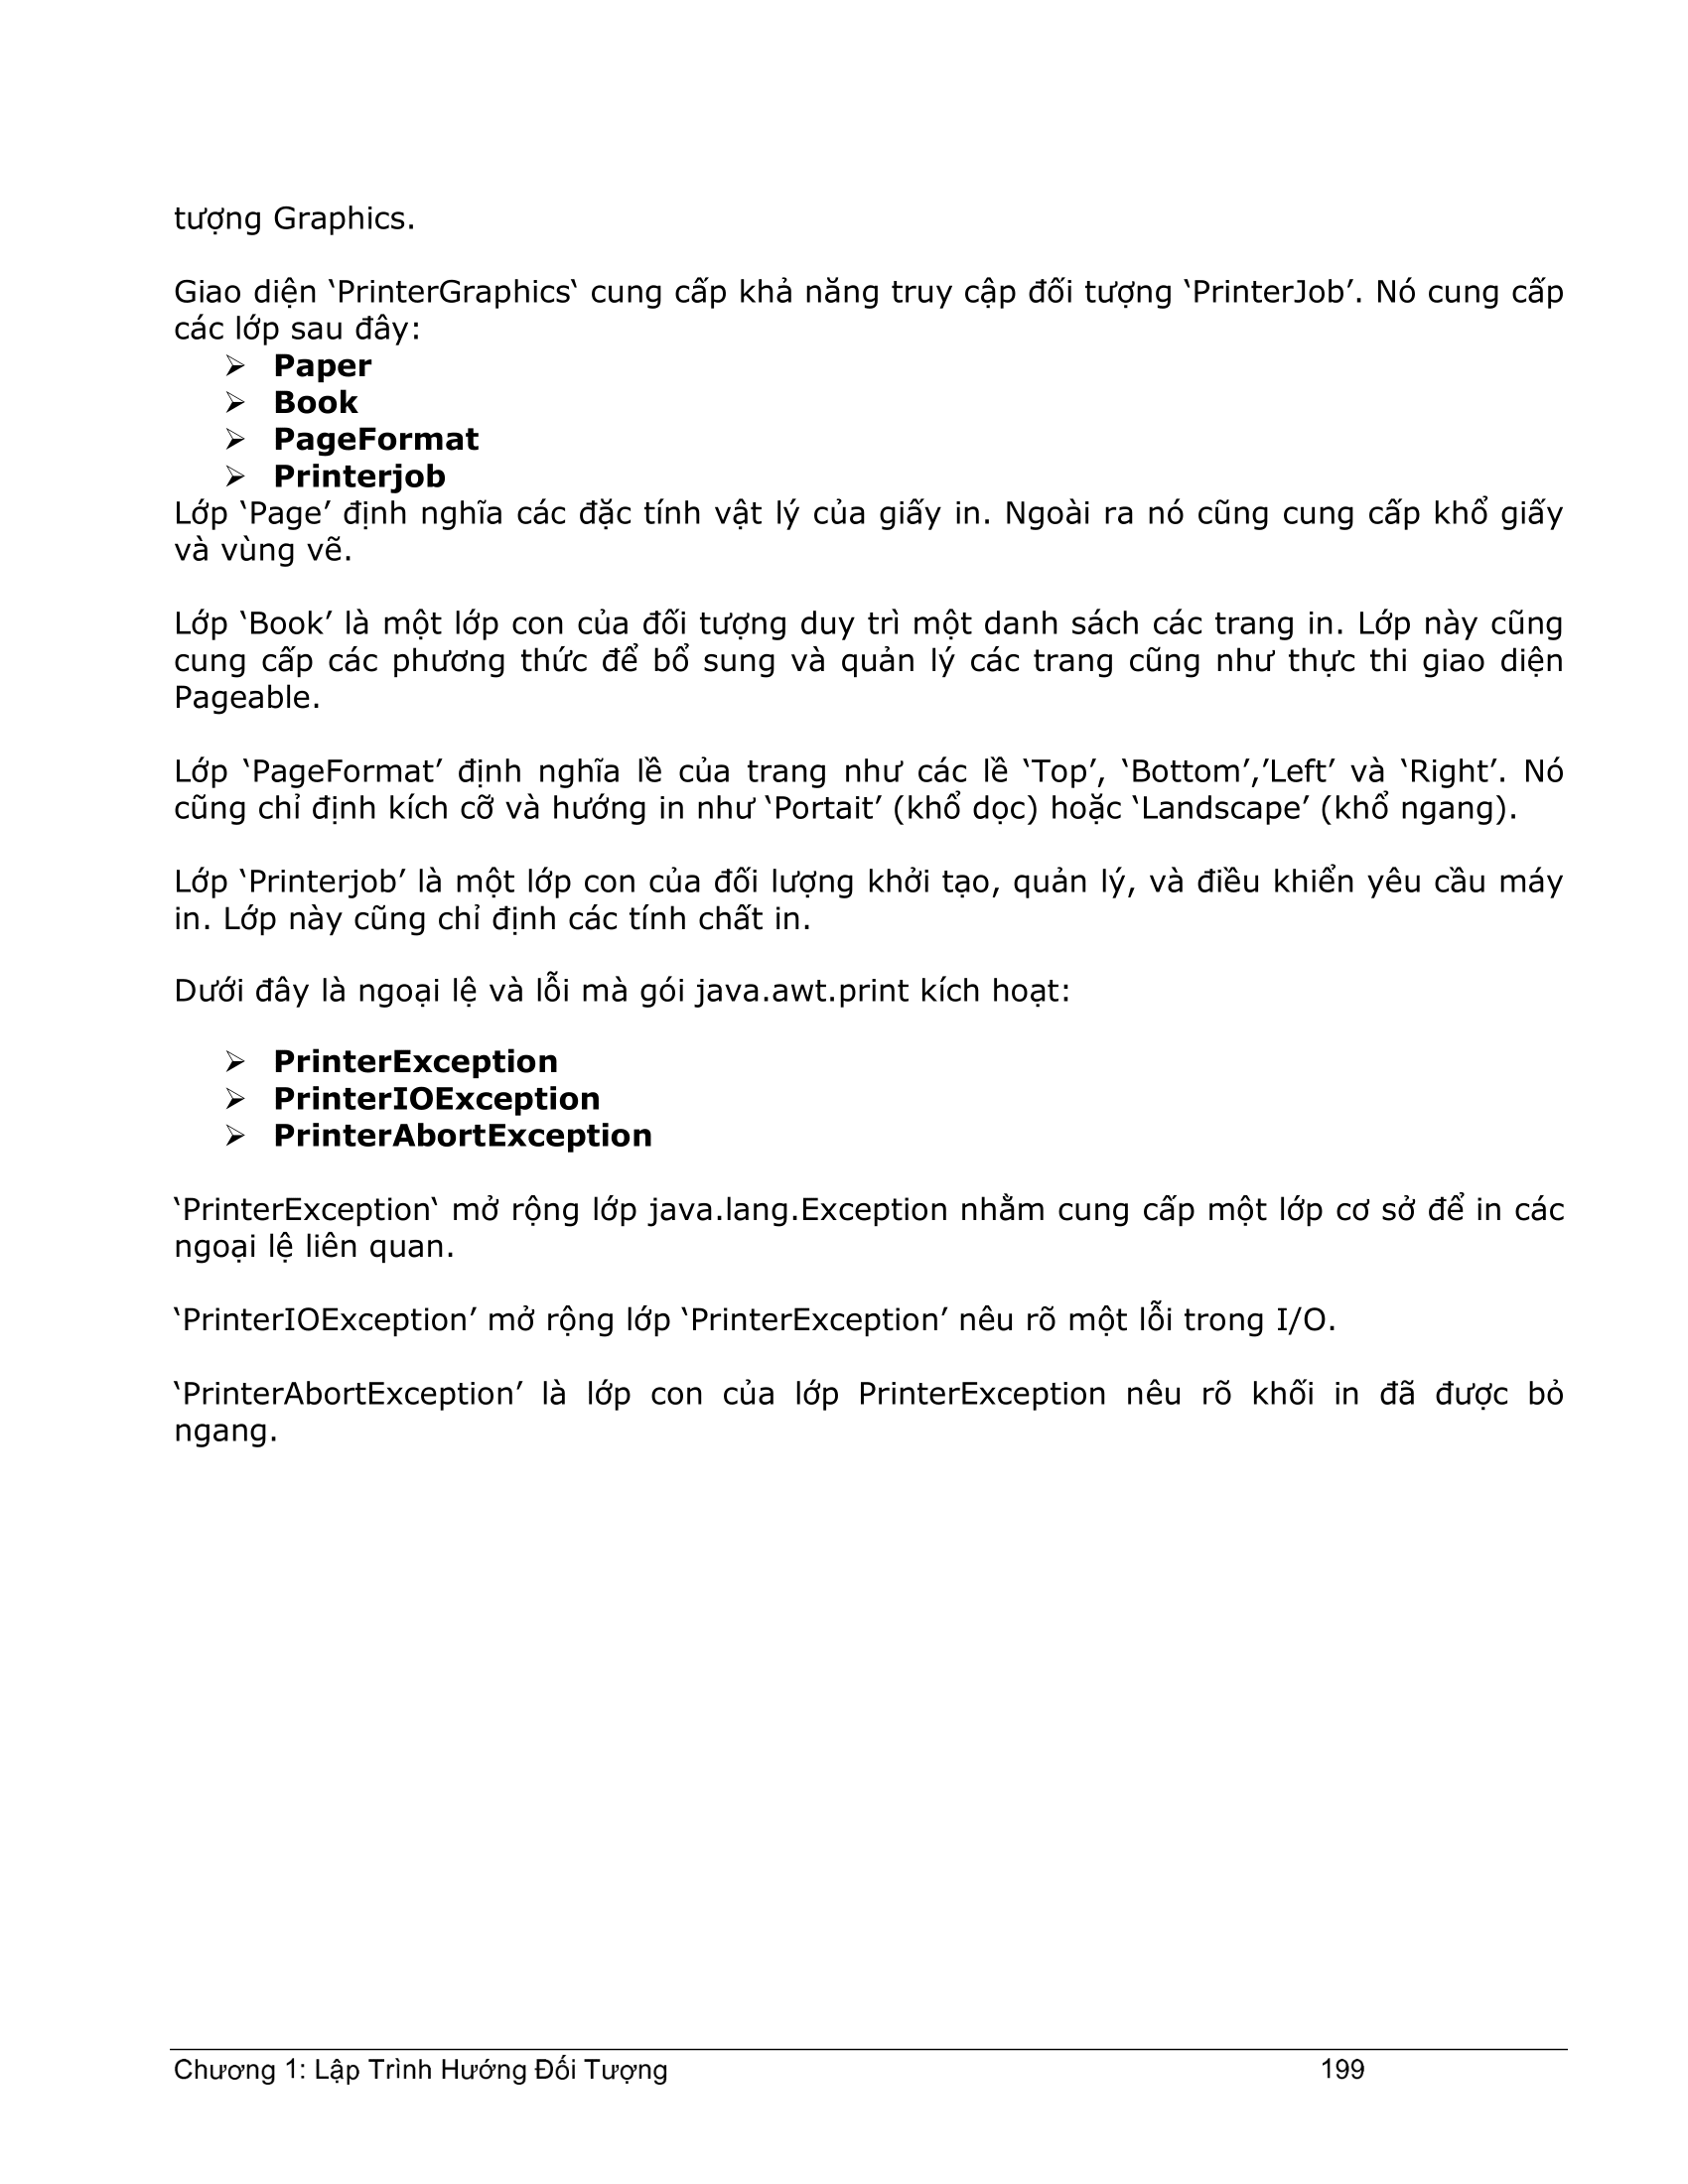 tượng Graphics.
Giao diện ‘PrinterGraphics‘ cung cấp khả năng truy cập đối tượng ‘PrinterJob’. Nó cung cấp
các lớp sau đây:
➢ Paper
➢ Book
➢ PageFormat
➢ Printerjob
Lớp ‘Page’ định nghĩa các đặc tính vật lý của giấy in. Ngoài ra nó cũng cung cấp khổ giấy
và vùng vẽ.
Lớp ‘Book’ là một lớp con của đối tượng duy trì một danh sách các trang in. Lớp này cũng
cung cấp các phương thức để bổ sung và quản lý các trang cũng như thực thi giao diện
Pageable.
Lớp ‘PageFormat’ định nghĩa lề của trang như các lề ‘Top’, ‘Bottom’,’Left’ và ‘Right’. Nó
cũng chỉ định kích cỡ và hướng in như ‘Portait’ (khổ dọc) hoặc ‘Landscape’ (khổ ngang).
Lớp ‘Printerjob’ là một lớp con của đối lượng khởi tạo, quản lý, và điều khiển yêu cầu máy
in. Lớp này cũng chỉ định các tính chất in.
Dưới đây là ngoại lệ và lỗi mà gói java.awt.print kích hoạt:
➢ PrinterException
➢ PrinterIOException
➢ PrinterAbortException
‘PrinterException‘ mở rộng lớp java.lang.Exception nhằm cung cấp một lớp cơ sở để in các
ngoại lệ liên quan.
‘PrinterIOException’ mở rộng lớp ‘PrinterException’ nêu rõ một lỗi trong I/O.
‘PrinterAbortException’ là lớp con của lớp PrinterException nêu rõ khối in đã được bỏ
ngang.
Chương 1: Lập Trình Hướng Đối Tượng 199